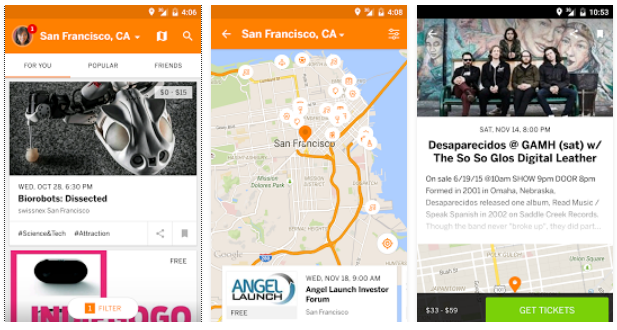 4:06
1
San Francisco, CA
FOR YOU
POPULAR
FRIENDS
$0 - $15
WED, OCT 28, 6:30 PM
Biorobots: Dissected
swissnex San Francisco
#Science&Tech #Attraction
FREE
1 FILTER
4:08
San Francisco, CA
San Francisco
Mission Dolores Park
MISSION DISTRICT
BERNAL HEIGHTS
Google
ANGEL LAUNCH
FREE
WED, NOV 18, 9:00 AM
Angel Launch Investor
Forum
San Francisco
10:53
SAT, NOV 14, 8:00 PM
Desaparecidos @ GAMH (sat) w/
The So So Glos Digital Leather
On sale 6/19/15 @10am SHOW 9pm DOOR 8pm
Formed in 2001 in Omaha, Nebraska,
Desaparecidos released one album, Read Music /
Speak Spanish in 2002 on Saddle Creek Records.
Though the band never "broke up", they did part...
Union Square
$33 - $59
GET TICKETS